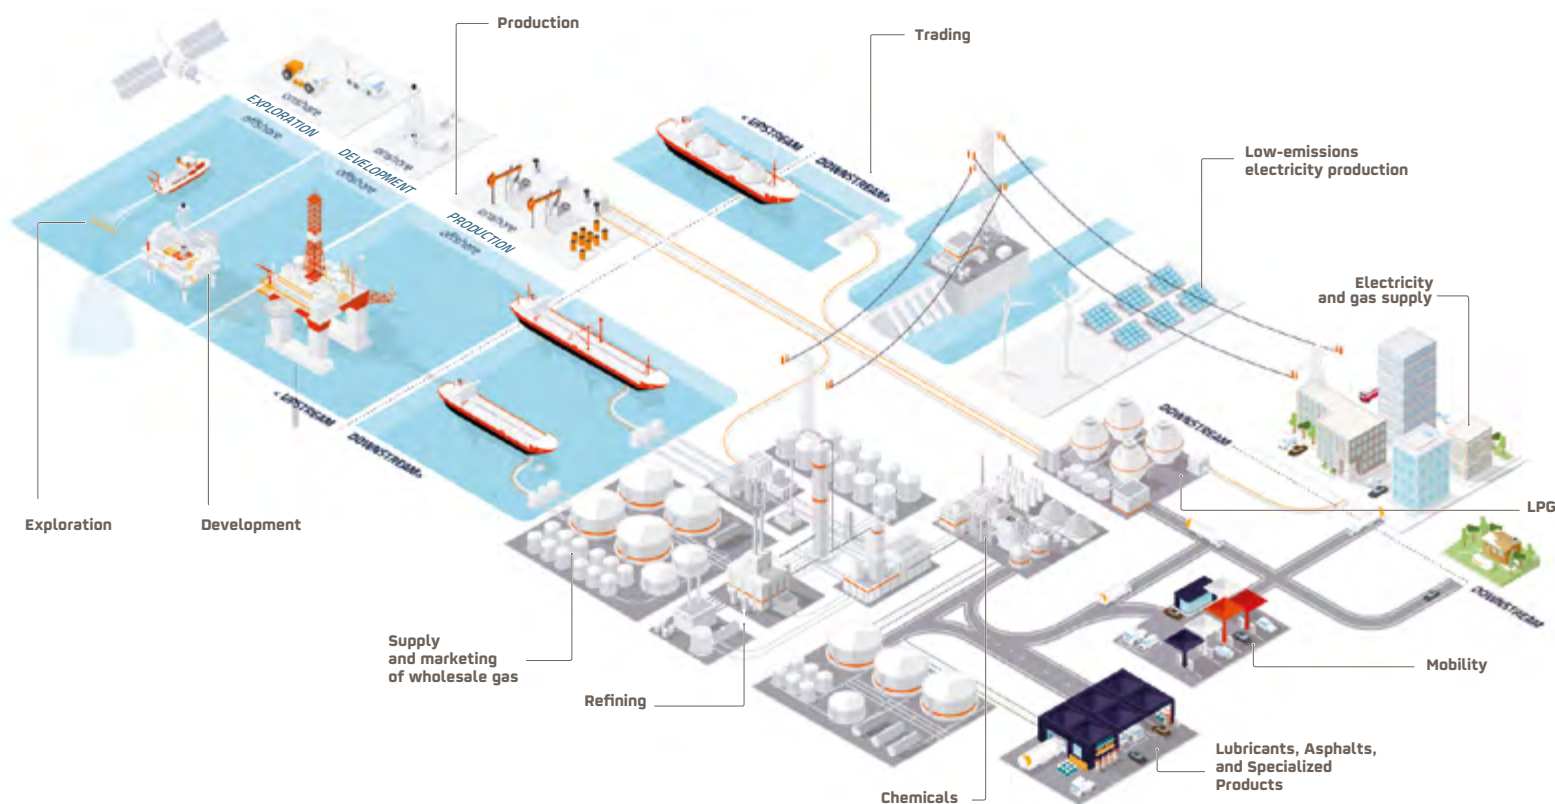 Production
Trading
onshore
EXPLORATION
offshore
onshore
DEVELOPMENT
offshore
onshore
PRODUCTION
offshore
< UPSTREAM
DOWNSTREAM>
Low-emissions
electricity production
Electricity
and gas supply
< UPSTREAM
DOWNSTREAM>
DOWNSTREAM
LPG
Exploration
Development
DOWNSTREAM
Supply
and marketing
of wholesale gas
Refining
Mobility
Lubricants, Asphalts,
and Specialized
Products
Chemicals